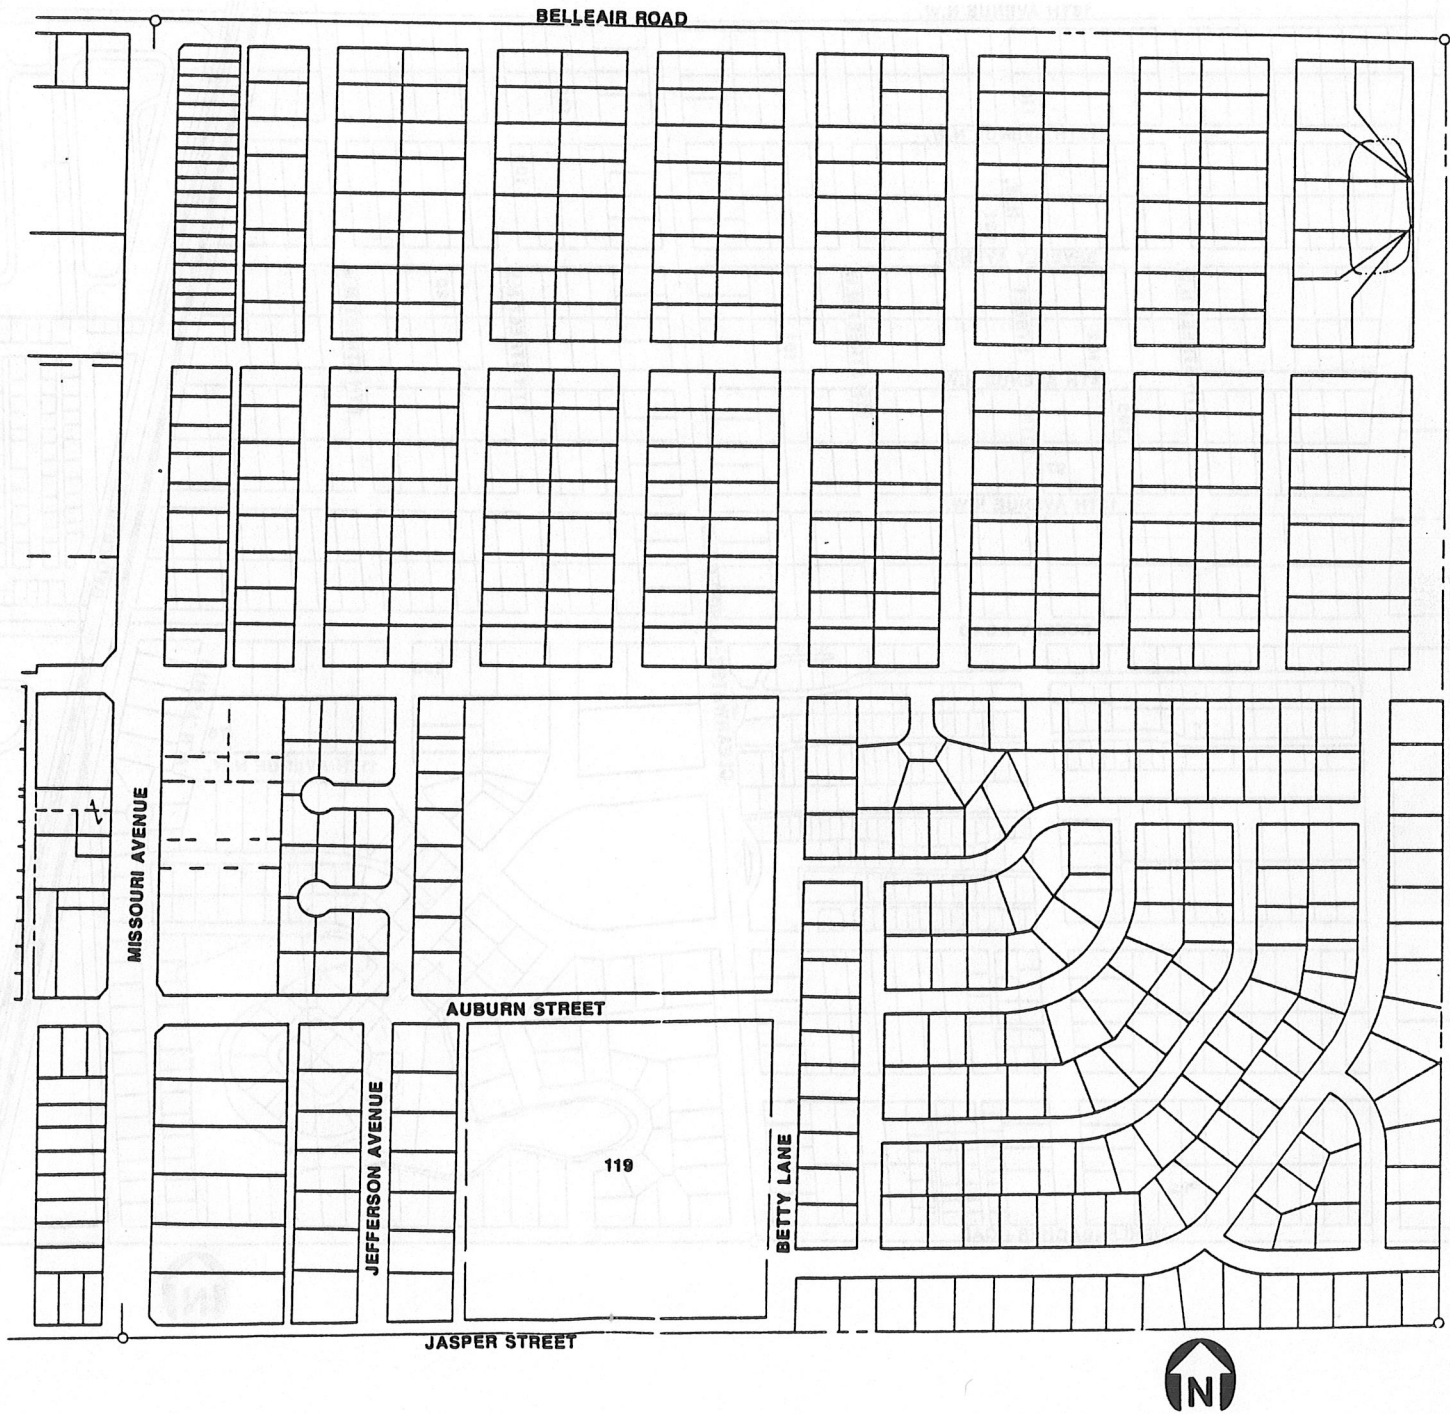 BELLEAIR ROAD
MISSOURI AVENUE
AUBURN STREET
JEFFERSON AVENUE
119
BETTY LANE
JASPER STREET
N